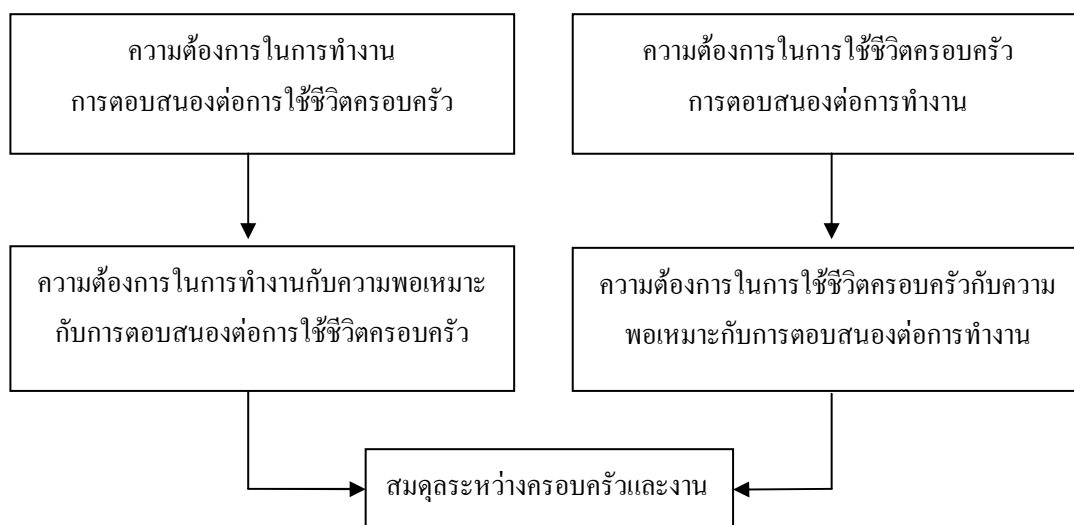 ความต้องการในการทำงาน
การตอบสนองต่อการใช้ชีวิตครอบครัว
ความต้องการในการใช้ชีวิตครอบครัว
การตอบสนองต่อการทำงาน
ความต้องการในการทำงานกับความพอเหมาะ
กับการตอบสนองต่อการใช้ชีวิตครอบครัว
ความต้องการในการใช้ชีวิตครอบครัวกับความ
พอเหมาะกับการตอบสนองต่อการทำงาน
สมดุลระหว่างครอบครัวและงาน